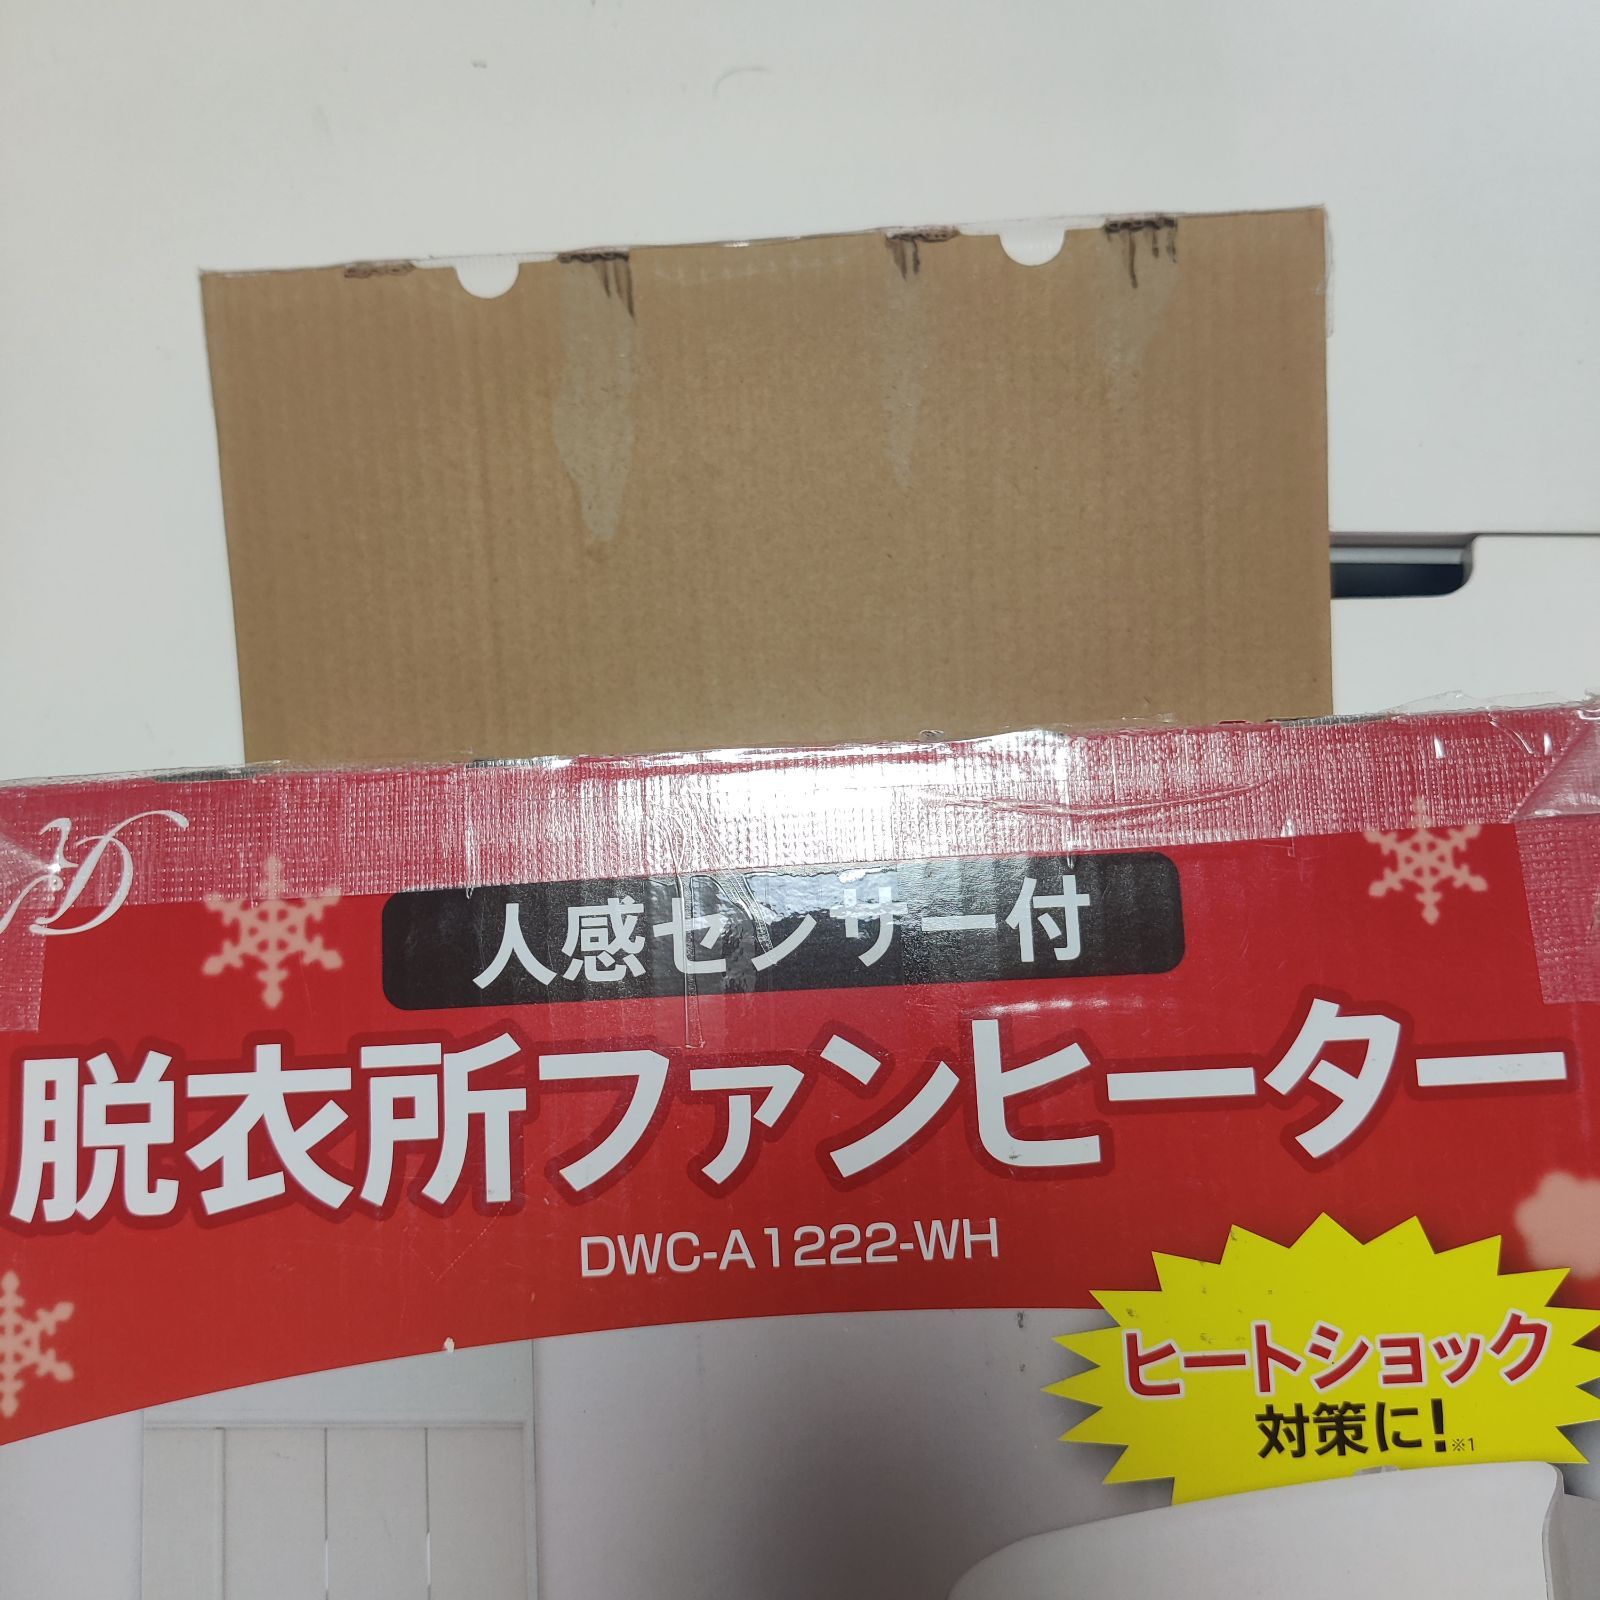 人感センサー付
脱衣所ファンヒーター
DWC-A1222-WH
ヒートショック
対策に!※1